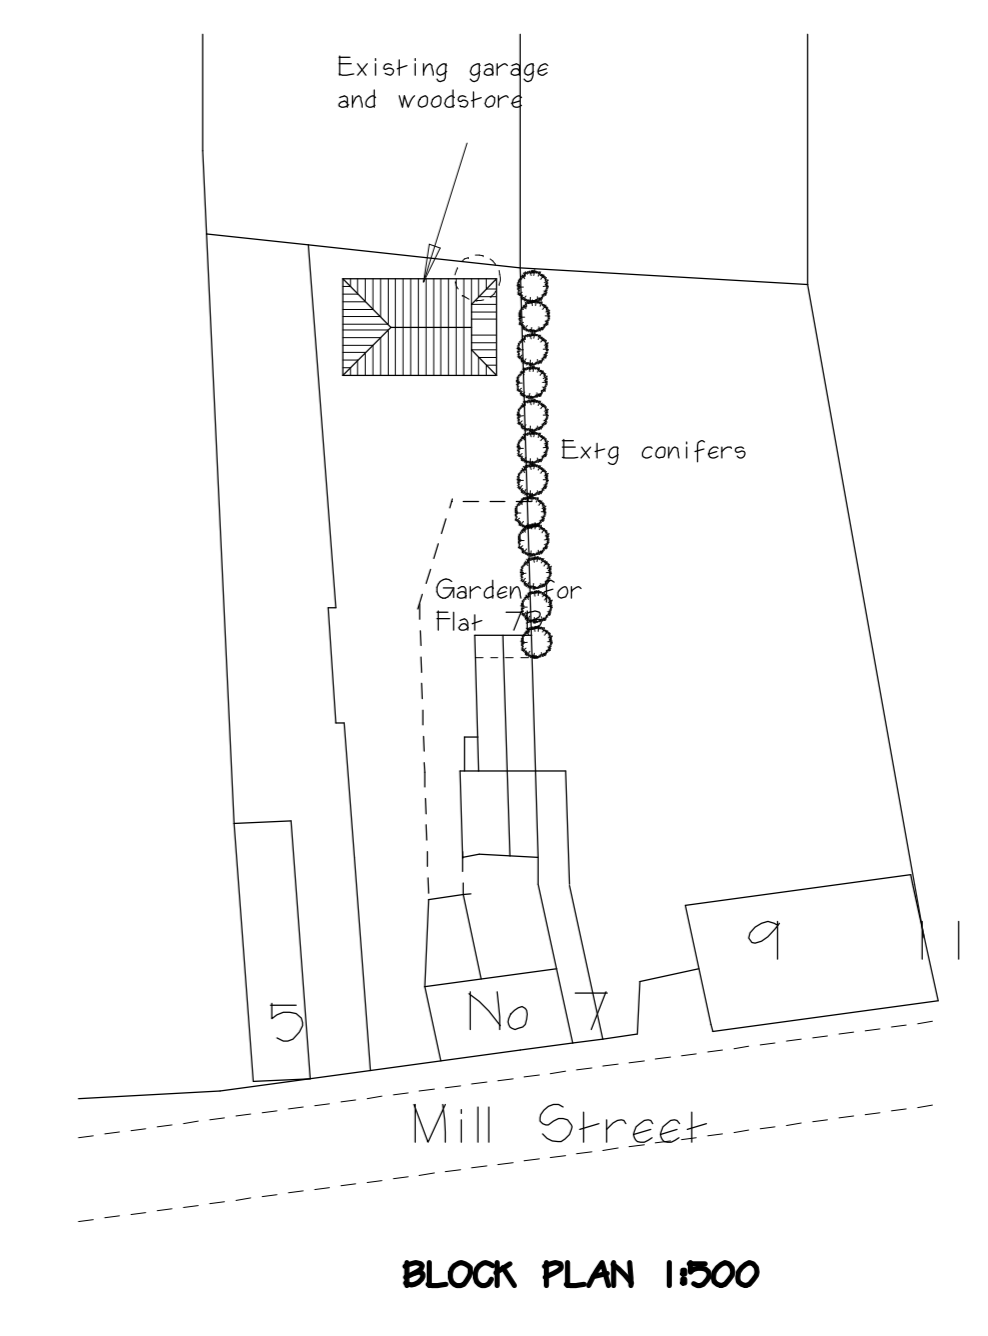 Existing garage
and woodstore
Extg conifers
Garden for
Flat 7B
9
11
5
No 7
Mill Street
BLOCK PLAN 1:500